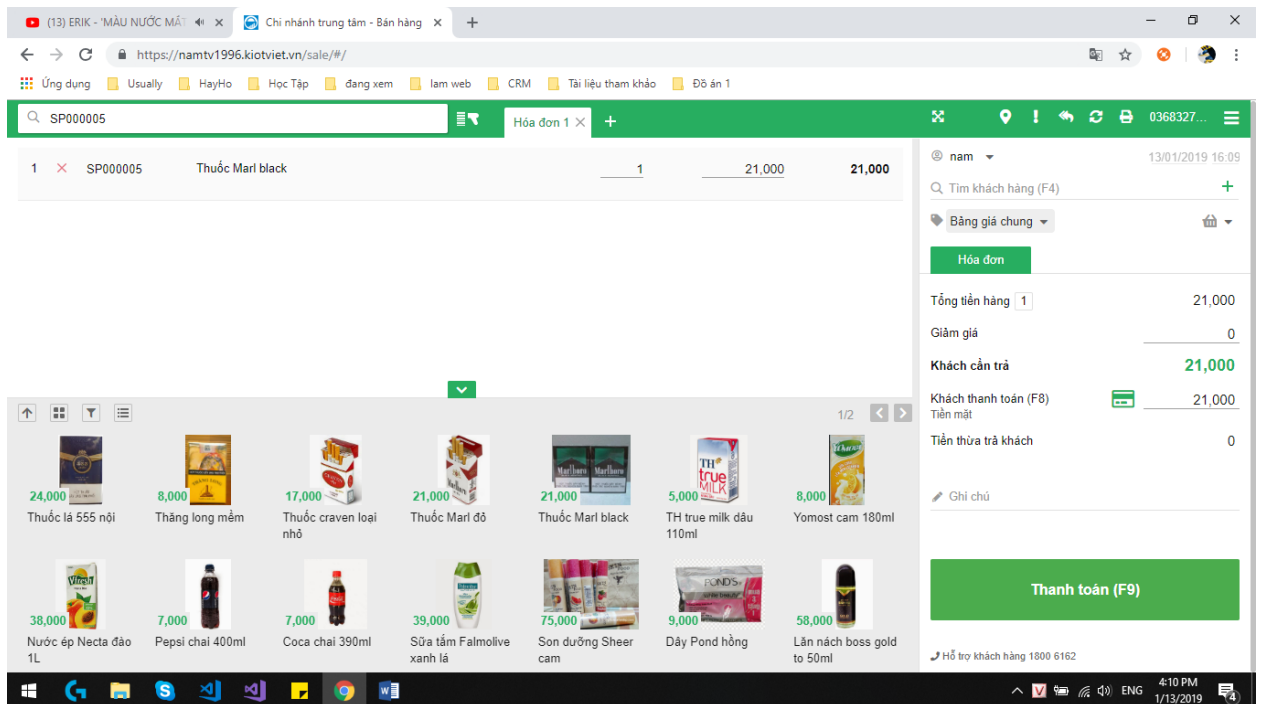 (13) ERIK - 'MÀU NƯỚC MẮT
Chi nhánh trung tâm - Bán hàng
https://namtv1996.kiotviet.vn/sale/#/
Ứng dụng Usually HayHo Học Tập đang xem lam web CRM Tài liệu tham khảo Đồ án 1
SP000005
Hóa đơn 1
0368327...
1 SP000005 Thuốc Marl black 1 21,000 21,000
nam 13/01/2019 16:09
Tìm khách hàng (F4)
Bảng giá chung
Hóa đơn
Tổng tiền hàng 1 21,000
Giảm giá 0
Khách cần trả 21,000
Khách thanh toán (F8) 21,000
Tiền mặt
Tiền thừa trả khách 0
Ghi chú
Thanh toán (F9)
Hỗ trợ khách hàng 1800 6162
1/2
24,000 8,000 17,000 21,000 21,000 5,000 8,000
Thuốc lá 555 nội Thăng long mềm Thuốc craven loại Thuốc Marl đỏ Thuốc Marl black TH true milk dâu Yomost cam 180ml
nhỏ 110ml
38,000 7,000 7,000 39,000 75,000 9,000 58,000
Nước ép Necta đào Pepsi chai 400ml Coca chai 390ml Sữa tắm Falmolive Son dưỡng Sheer Dây Pond hồng Lăn nách boss gold
1L xanh lá cam to 50ml
ENG
4:10 PM
1/13/2019
4